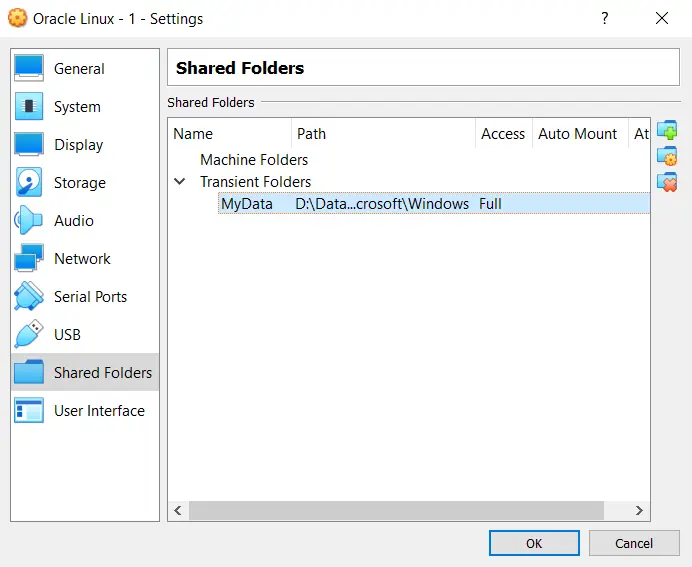 Oracle Linux - 1 - Settings
?
General
System
Display
Storage
Audio
Network
Serial Ports
USB
Shared Folders
User Interface
Shared Folders
Shared Folders
Name Path Access Auto Mount At
Machine Folders
Transient Folders
MyData D:\Data...crosoft\Windows Full
OK Cancel